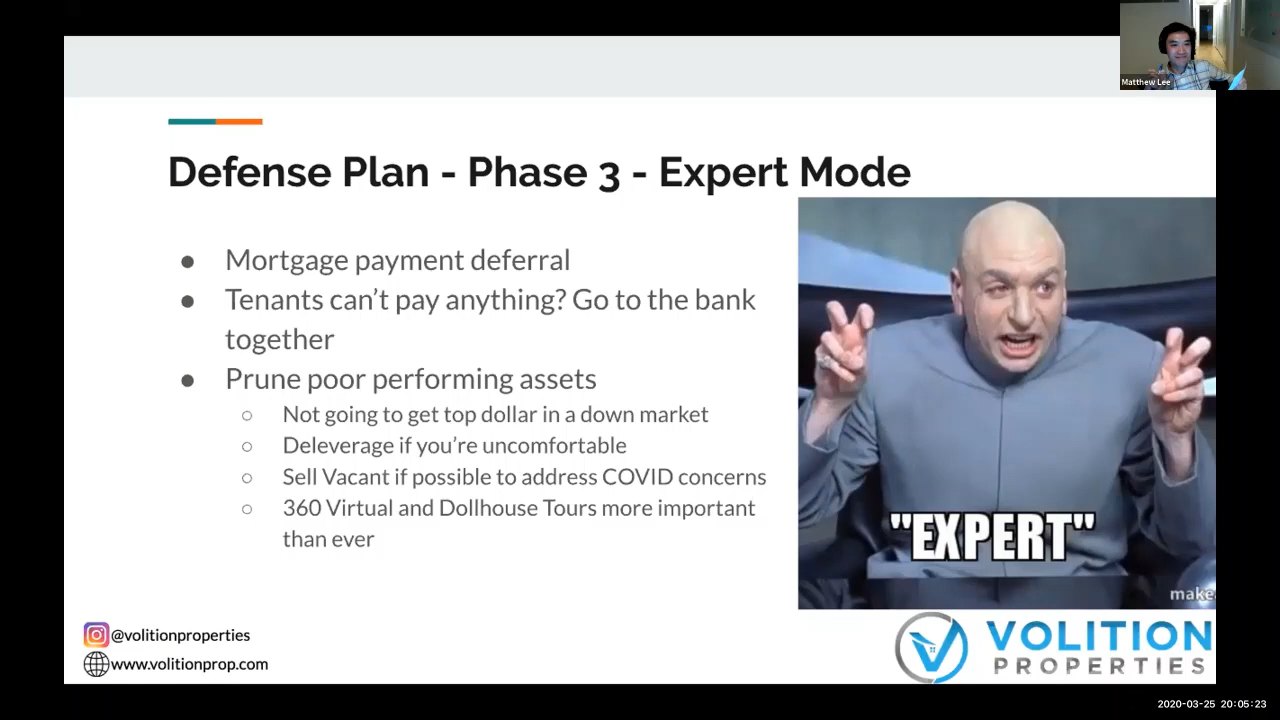 Matthew Lee
Defense Plan - Phase 3 - Expert Mode
● Mortgage payment deferral
● Tenants can't pay anything? Go to the bank
together
● Prune poor performing assets
○ Not going to get top dollar in a down market
○ Deleverage if you're uncomfortable
○ Sell Vacant if possible to address COVID concerns
○ 360 Virtual and Dollhouse Tours more important
than ever
"EXPERT"
make
@volitionproperties
www.volitionprop.com
VOLITION
PROPERTIES
2020-03-25 20:05:23